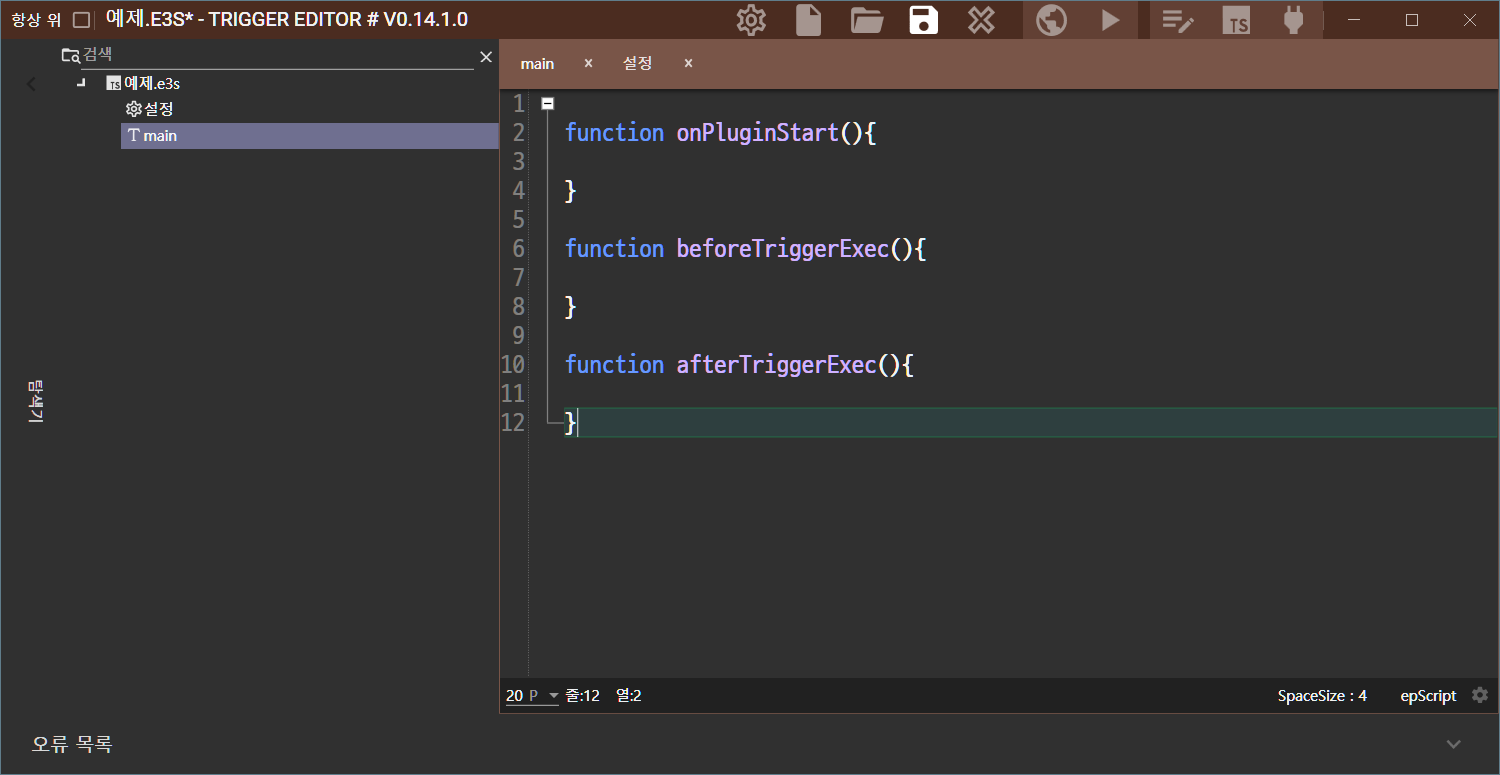 항상 위 예제.E3S* - TRIGGER EDITOR # V0.14.1.0
TS
검색
TS 예제.e3s
설정
T main
탐색기
main × 설정 ×
1
2 function onPluginStart(){
3
4 }
5
6 function beforeTriggerExec(){
7
8 }
9
10 function afterTriggerExec(){
11
12 }
20 P 줄:12 열:2 SpaceSize : 4 epScript
오류 목록